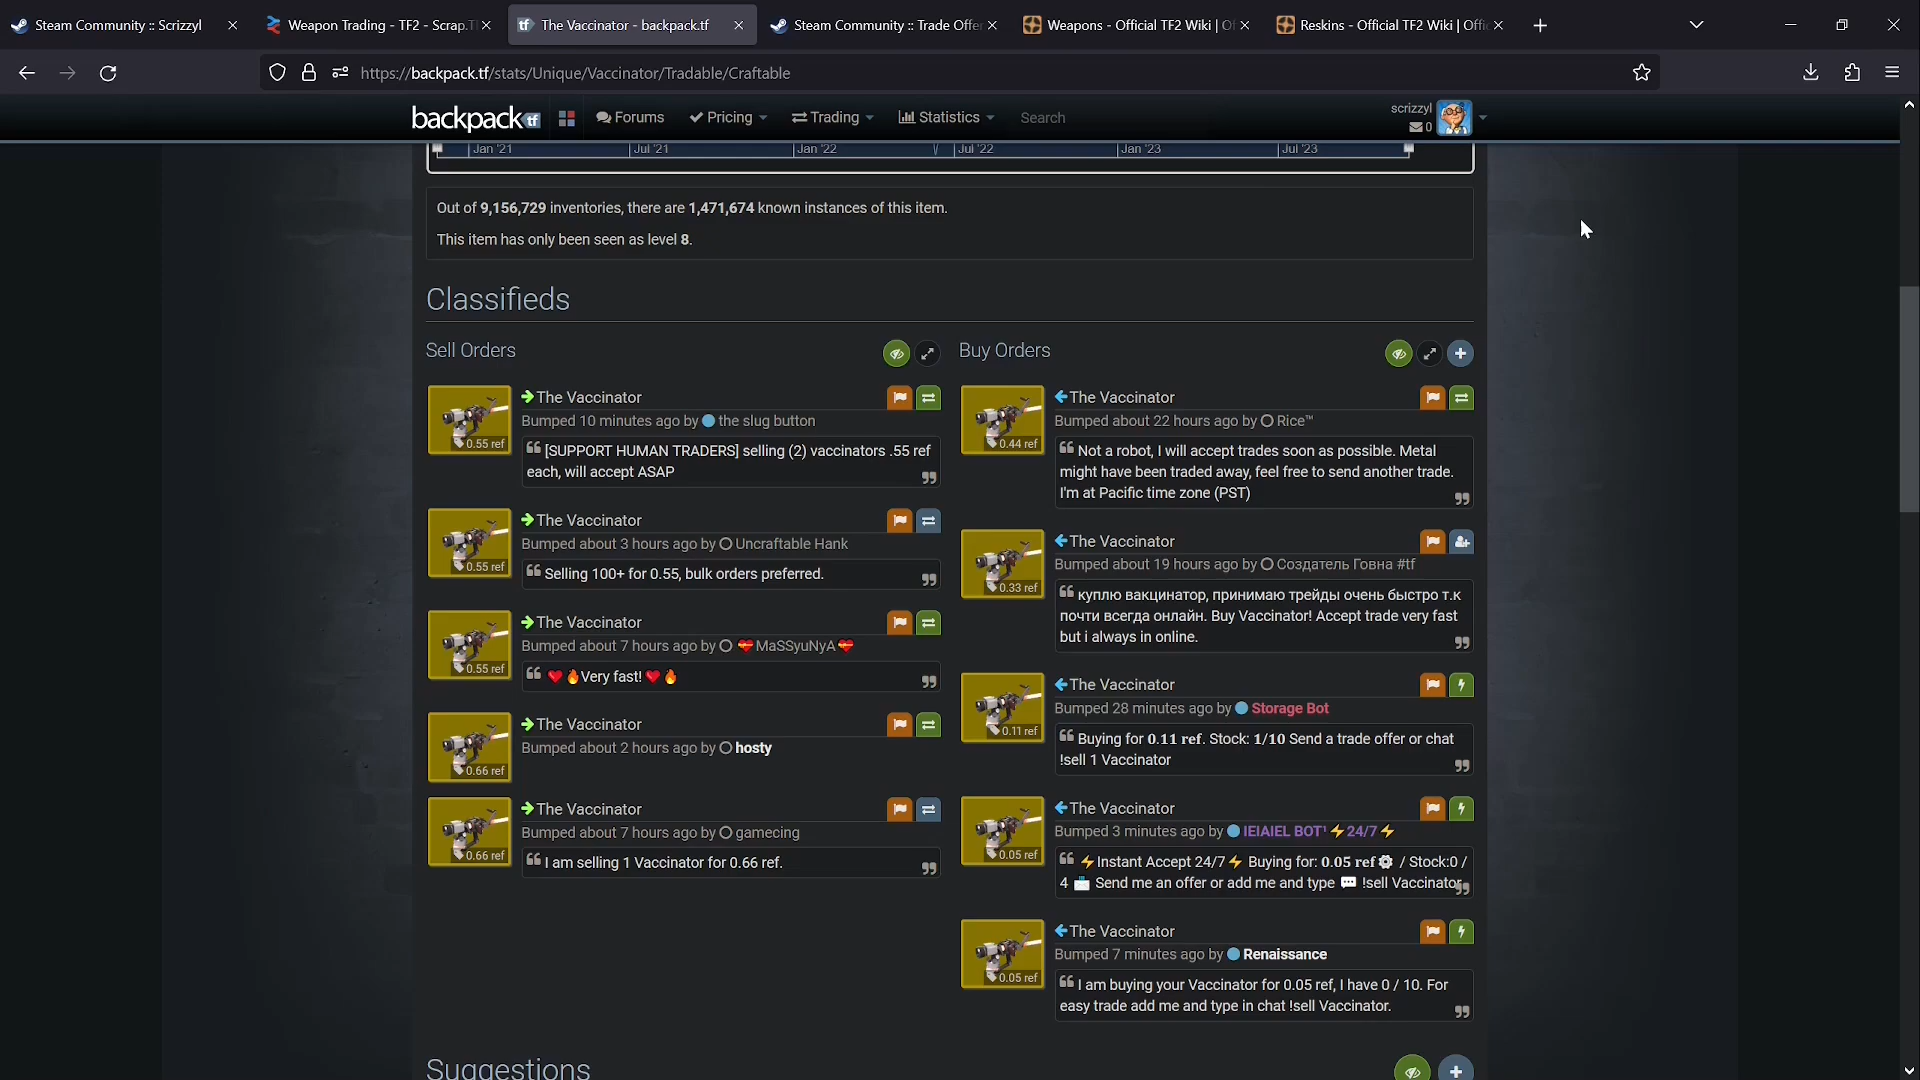 Steam Community :: Scrizzyl
Weapon Trading - TF2 - Scrap.T
The Vaccinator - backpack.tf
Steam Community :: Trade Offer
Weapons - Official TF2 Wiki | O
Reskins - Official TF2 Wiki | Offic
https://backpack.tf/stats/Unique/Vaccinator/Tradable/Craftable
backpack tf
Forums
Pricing
Trading
Statistics
Search
scrizzyl
0
Jan '21
Jul '21
Jan '22
Jul '22
Jan '23
Jul '23
Out of 9,156,729 inventories, there are 1,471,674 known instances of this item.
This item has only been seen as level 8.
Classifieds
Sell Orders
The Vaccinator
Bumped 10 minutes ago by the slug button
0.55 ref
[SUPPORT HUMAN TRADERS] selling (2) vaccinators .55 ref
each, will accept ASAP
The Vaccinator
Bumped about 3 hours ago by Uncraftable Hank
0.55 ref
Selling 100+ for 0.55, bulk orders preferred.
The Vaccinator
Bumped about 7 hours ago by 💝 MaSSyuNyA 💝
0.55 ref
❤️🔥Very fast!❤️🔥
The Vaccinator
Bumped about 2 hours ago by hosty
0.66 ref
The Vaccinator
Bumped about 7 hours ago by gamecing
0.66 ref
I am selling 1 Vaccinator for 0.66 ref.
Buy Orders
The Vaccinator
Bumped about 22 hours ago by Rice™
0.44 ref
Not a robot, I will accept trades soon as possible. Metal
might have been traded away, feel free to send another trade.
I'm at Pacific time zone (PST)
The Vaccinator
Bumped about 19 hours ago by Создатель Говна #tf
0.33 ref
куплю вакцинатор, принимаю трейды очень быстро т.к
почти всегда онлайн. Buy Vaccinator! Accept trade very fast
but i always in online.
The Vaccinator
Bumped 28 minutes ago by Storage Bot
0.11 ref
Buying for 0.11 ref. Stock: 1/10 Send a trade offer or chat
!sell 1 Vaccinator
The Vaccinator
Bumped 3 minutes ago by IEIAIEL BOT¹ ⚡24/7⚡
0.05 ref
⚡Instant Accept 24/7⚡ Buying for: 0.05 ref ⚙ / Stock:0 /
4 📩 Send me an offer or add me and type 💬 !sell Vaccinator
The Vaccinator
Bumped 7 minutes ago by Renaissance
0.05 ref
I am buying your Vaccinator for 0.05 ref, I have 0 / 10. For
easy trade add me and type in chat !sell Vaccinator.
Suggestions